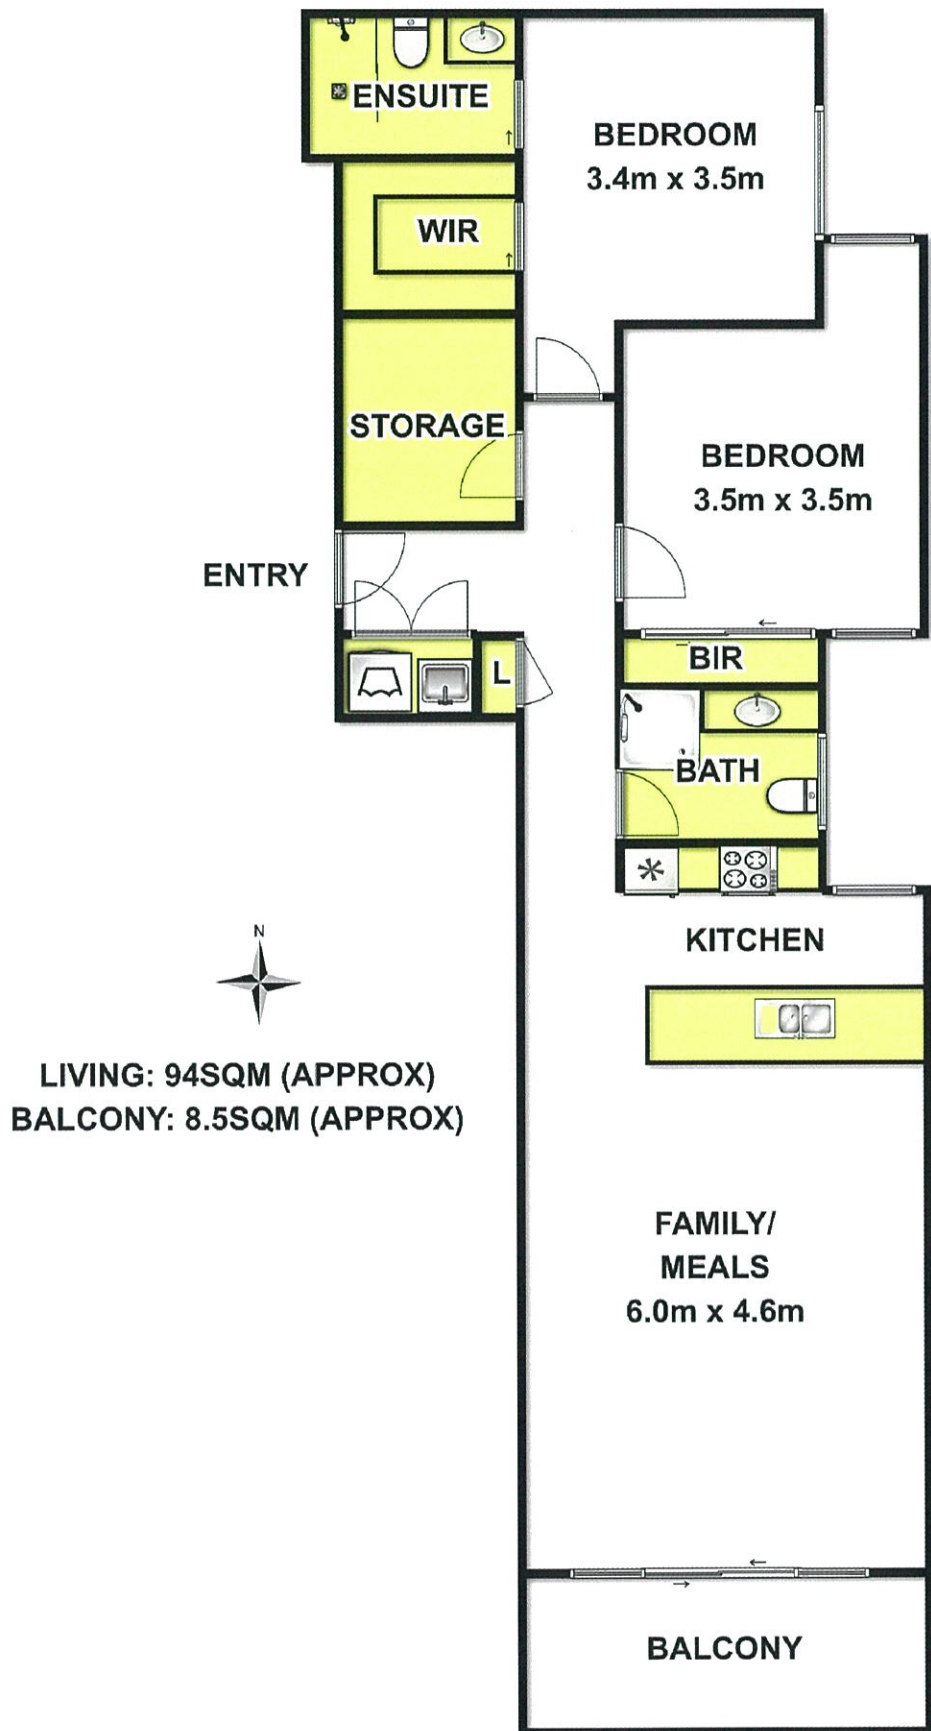 ENSUITE
BEDROOM
3.4m x 3.5m
WIR
STORAGE
BEDROOM
3.5m x 3.5m
ENTRY
BIR
L
BATH
KITCHEN
N
LIVING: 94SQM (APPROX)
BALCONY: 8.5SQM (APPROX)
FAMILY/
MEALS
6.0m x 4.6m
BALCONY